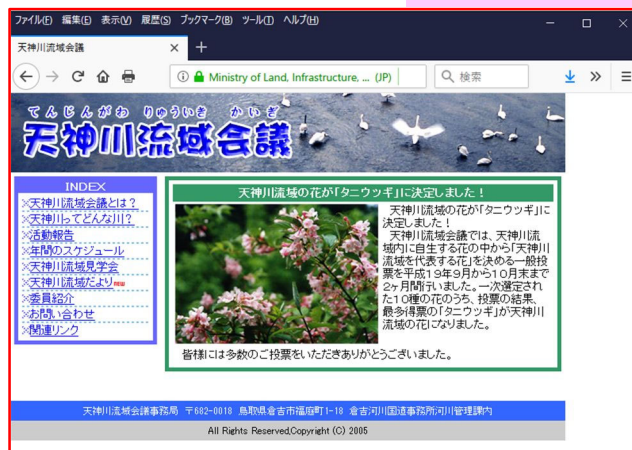 ファイル(F) 編集(E) 表示(V) 履歴(S) ブックマーク(B) ツール(T) ヘルプ(H)
天神川流域会議
Ministry of Land, Infrastructure, ... (JP)
検索
てんじんがわ りゅういき かいぎ
天神川流域会議
INDEX
天神川流域会議とは？
天神川ってどんな川？
活動報告
年間のスケジュール
天神川流域見学会
天神川流域だより NEW
委員紹介
お問い合わせ
関連リンク
天神川流域の花が「タニウツギ」に決定しました！
天神川流域の花が「タニウツギ」に
決定しました！
天神川流域会議では、天神川流
域内に自生する花の中から「天神川
流域を代表する花」を決める一般投
票を平成19年9月から10月末まで
2ヶ月間行いました。一次選定され
た10種の花のうち、投票の結果、
最多得票の「タニウツギ」が天神川
流域の花になりました。
皆様には多数のご投票をいただきありがとうございました。
天神川流域会議事務局 〒682-0018 鳥取県倉吉市福庭町1-18 倉吉河川国道事務所河川管理課内
All Rights Reserved,Copyright (C) 2005